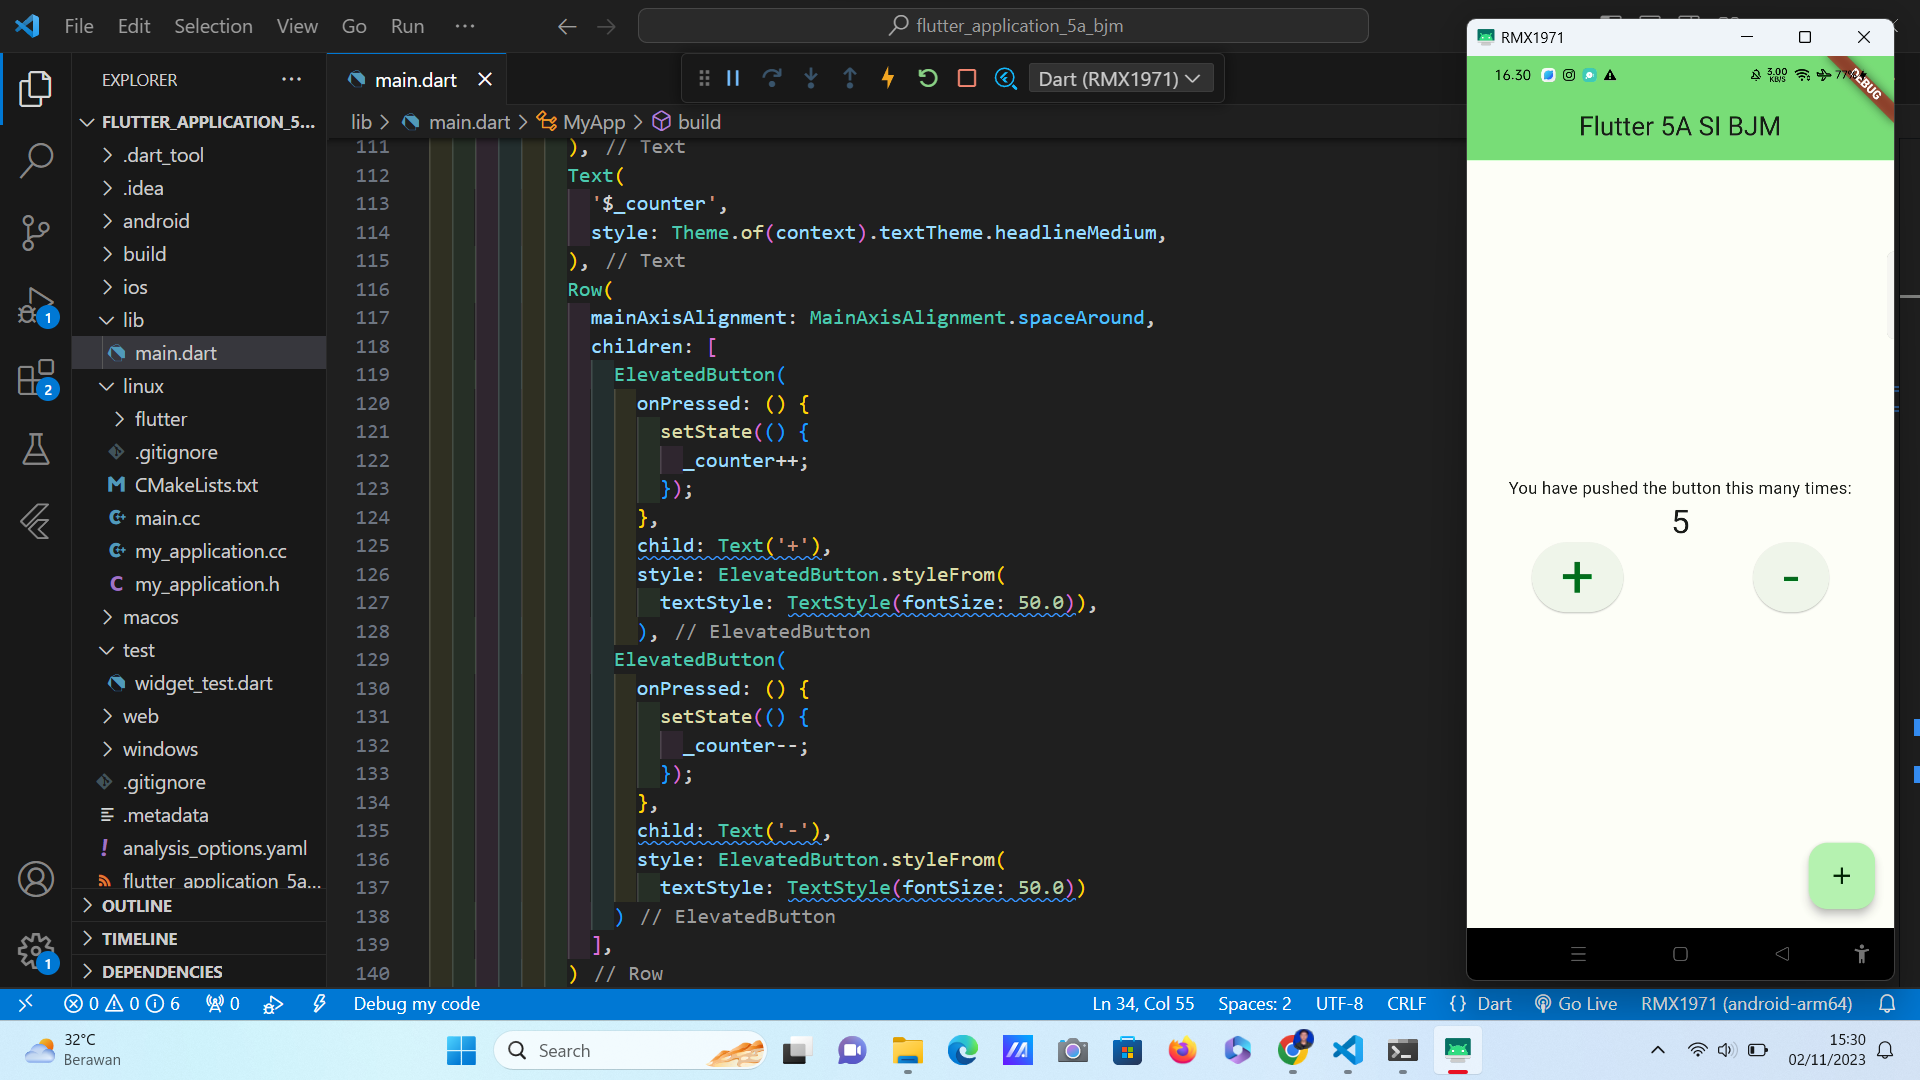 File Edit Selection View Go Run ···
flutter_application_5a_bjm
EXPLORER
FLUTTER_APPLICATION_5...
.dart_tool
.idea
android
build
ios
lib
main.dart
linux
flutter
.gitignore
CMakeLists.txt
main.cc
my_application.cc
my_application.h
macos
test
widget_test.dart
web
windows
.gitignore
.metadata
analysis_options.yaml
flutter_application_5a...
OUTLINE
TIMELINE
DEPENDENCIES
1
2
1
main.dart
Dart (RMX1971)
lib > main.dart > MyApp > build
111 ), // Text
112 Text(
113 '$_counter',
114 style: Theme.of(context).textTheme.headlineMedium,
115 ), // Text
116 Row(
117 mainAxisAlignment: MainAxisAlignment.spaceAround,
118 children: [
119 ElevatedButton(
120 onPressed: () {
121 setState(() {
122 _counter++;
123 });
124 },
125 child: Text('+'),
126 style: ElevatedButton.styleFrom(
127 textStyle: TextStyle(fontSize: 50.0)),
128 ), // ElevatedButton
129 ElevatedButton(
130 onPressed: () {
131 setState(() {
132 _counter--;
133 });
134 },
135 child: Text('-'),
136 style: ElevatedButton.styleFrom(
137 textStyle: TextStyle(fontSize: 50.0))
138 ) // ElevatedButton
139 ],
140 ) // Row
RMX1971
16.30 3.00 KB/S
DEBUG
Flutter 5A SI BJM
You have pushed the button this many times:
5
+ -
+
0 0 6 0 Debug my code Ln 34, Col 55 Spaces: 2 UTF-8 CRLF {} Dart Go Live RMX1971 (android-arm64)
32°C
Berawan
Search
15:30
02/11/2023